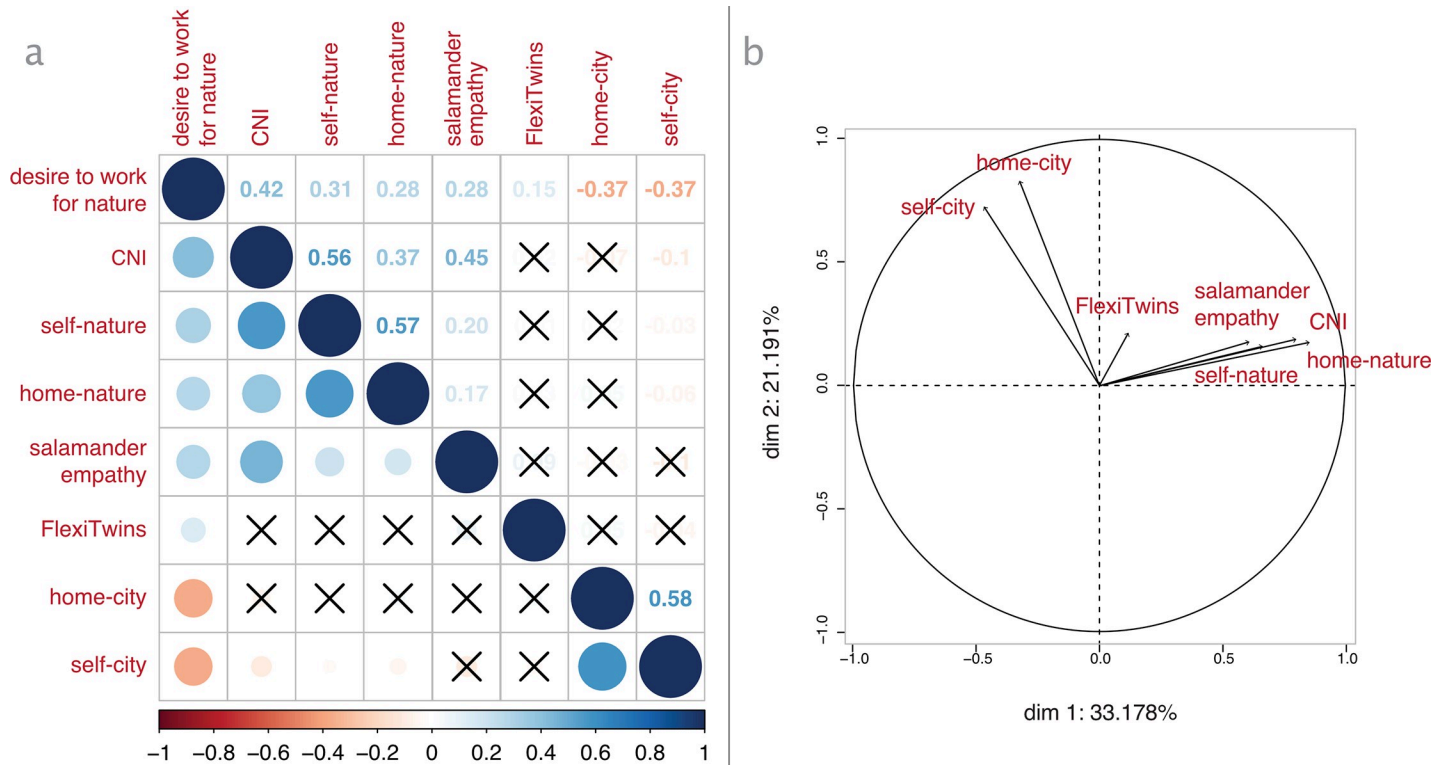 a
desire to work
for nature
CNI
self-nature
home-nature
salamander
empathy
FlexiTwins
home-city
self-city
desire to work
for nature
0.42 0.31 0.28 0.28 0.15 -0.37 -0.37
CNI
0.56 0.37 0.45 -0.1
self-nature
0.57 0.20 -0.03
home-nature
0.17 -0.06
salamander
empathy
FlexiTwins
home-city
0.58
self-city
−1 −0.8 −0.6 −0.4 −0.2 0 0.2 0.4 0.6 0.8 1
b
dim 2: 21.191%
1.0
0.5
0.0
−0.5
−1.0
home-city
self-city
FlexiTwins
salamander
empathy
CNI
home-nature
self-nature
−1.0 −0.5 0.0 0.5 1.0
dim 1: 33.178%